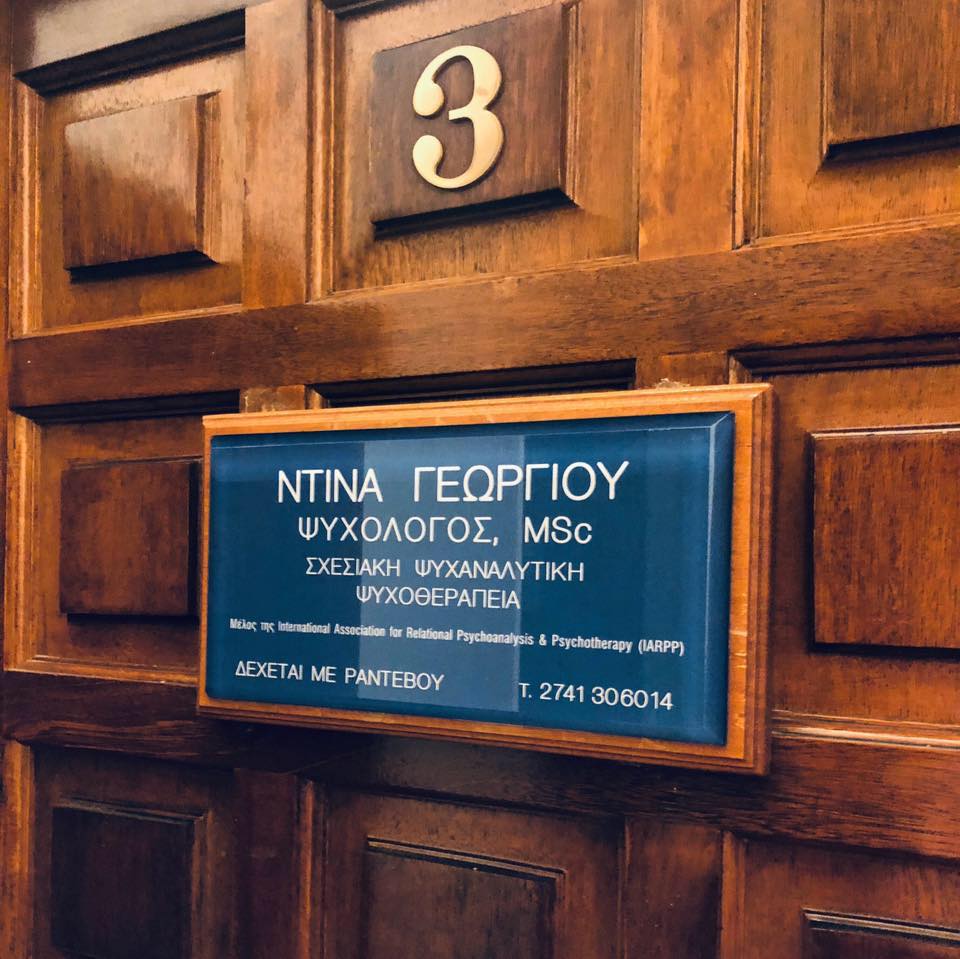 3
ΝΤΙΝΑ ΓΕΩΡΓΙΟΥ
ΨΥΧΟΛΟΓΟΣ, MSc
ΣΧΕΣΙΑΚΗ ΨΥΧΑΝΑΛΥΤΙΚΗ
ΨΥΧΟΘΕΡΑΠΕΙΑ
Μέλος της International Association for Relational Psychoanalysis & Psychotherapy (IARPP)
ΔΕΧΕΤΑΙ ΜΕ ΡΑΝΤΕΒΟΥ Τ. 2741 306014